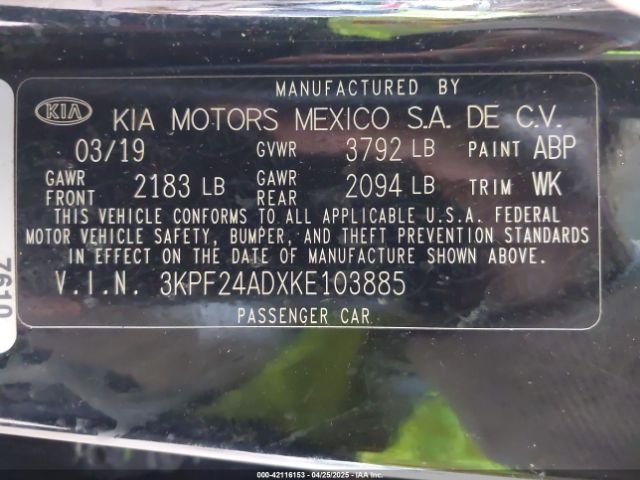 MANUFACTURED BY
KIA KIA MOTORS MEXICO S.A. DE C.V.
03/19 GVWR 3792 LB PAINT ABP
GAWR FRONT 2183 LB GAWR REAR 2094 LB TRIM WK
THIS VEHICLE CONFORMS TO ALL APPLICABLE U.S.A. FEDERAL
MOTOR VEHICLE SAFETY, BUMPER, AND THEFT PREVENTION STANDARDS
IN EFFECT ON THE DATE OF MANUFACTURE SHOWN ABOVE.
V.I.N. 3KPF24ADXKE103885
PASSENGER CAR
7610
000-42116153 - 04/25/2025 - IAAI.COM